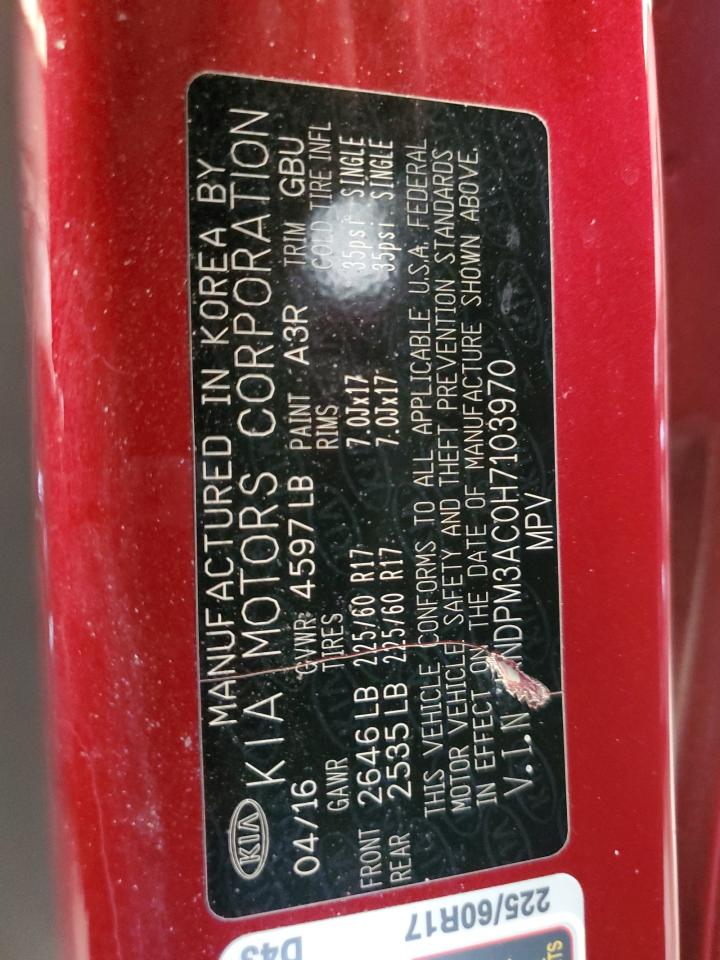 KIA
MANUFACTURED IN KOREA BY
KIA MOTORS CORPORATION
04/16 GVWR: 4597 LB PAINT A3R TRIM GBU
GAWR TIRES RIMS COLD TIRE INFL
FRONT 2646 LB 225/60 R17 7.0Jx17 35psi SINGLE
REAR 2535 LB 225/60 R17 7.0Jx17 35psi SINGLE
THIS VEHICLE CONFORMS TO ALL APPLICABLE U.S.A. FEDERAL
MOTOR VEHICLE SAFETY AND THEFT PREVENTION STANDARDS
IN EFFECT ON THE DATE OF MANUFACTURE SHOWN ABOVE.
V.I.N NDPM3AC0H7103970
MPV
D43
225/60R17